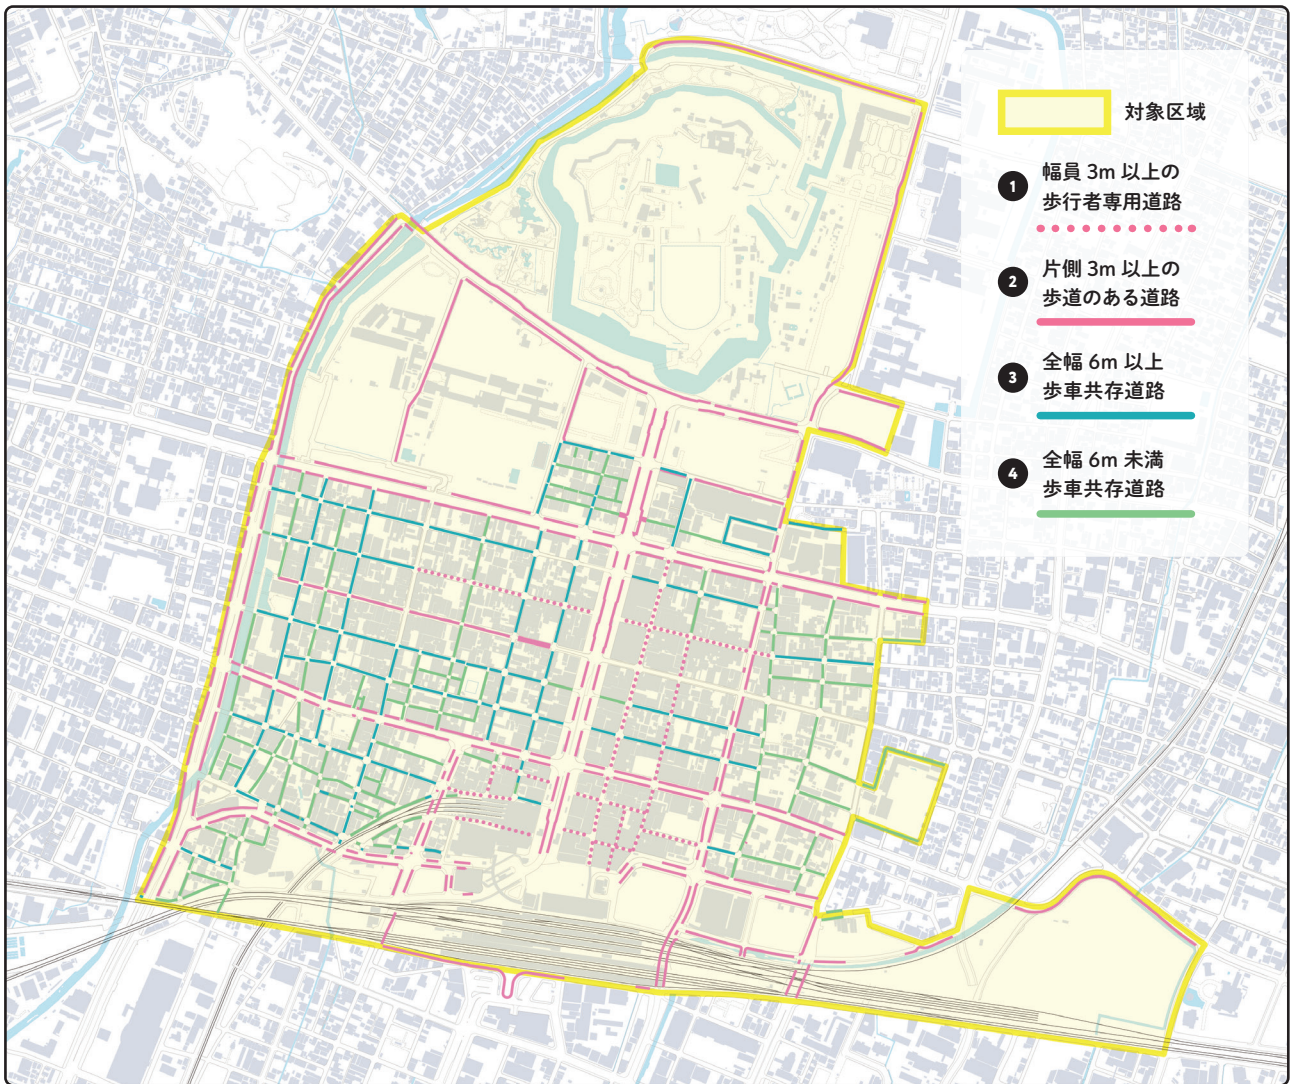 対象区域
1 幅員 3m 以上の
歩行者専用道路
2 片側 3m 以上の
歩道のある道路
3 全幅 6m 以上
歩車共存道路
4 全幅 6m 未満
歩車共存道路